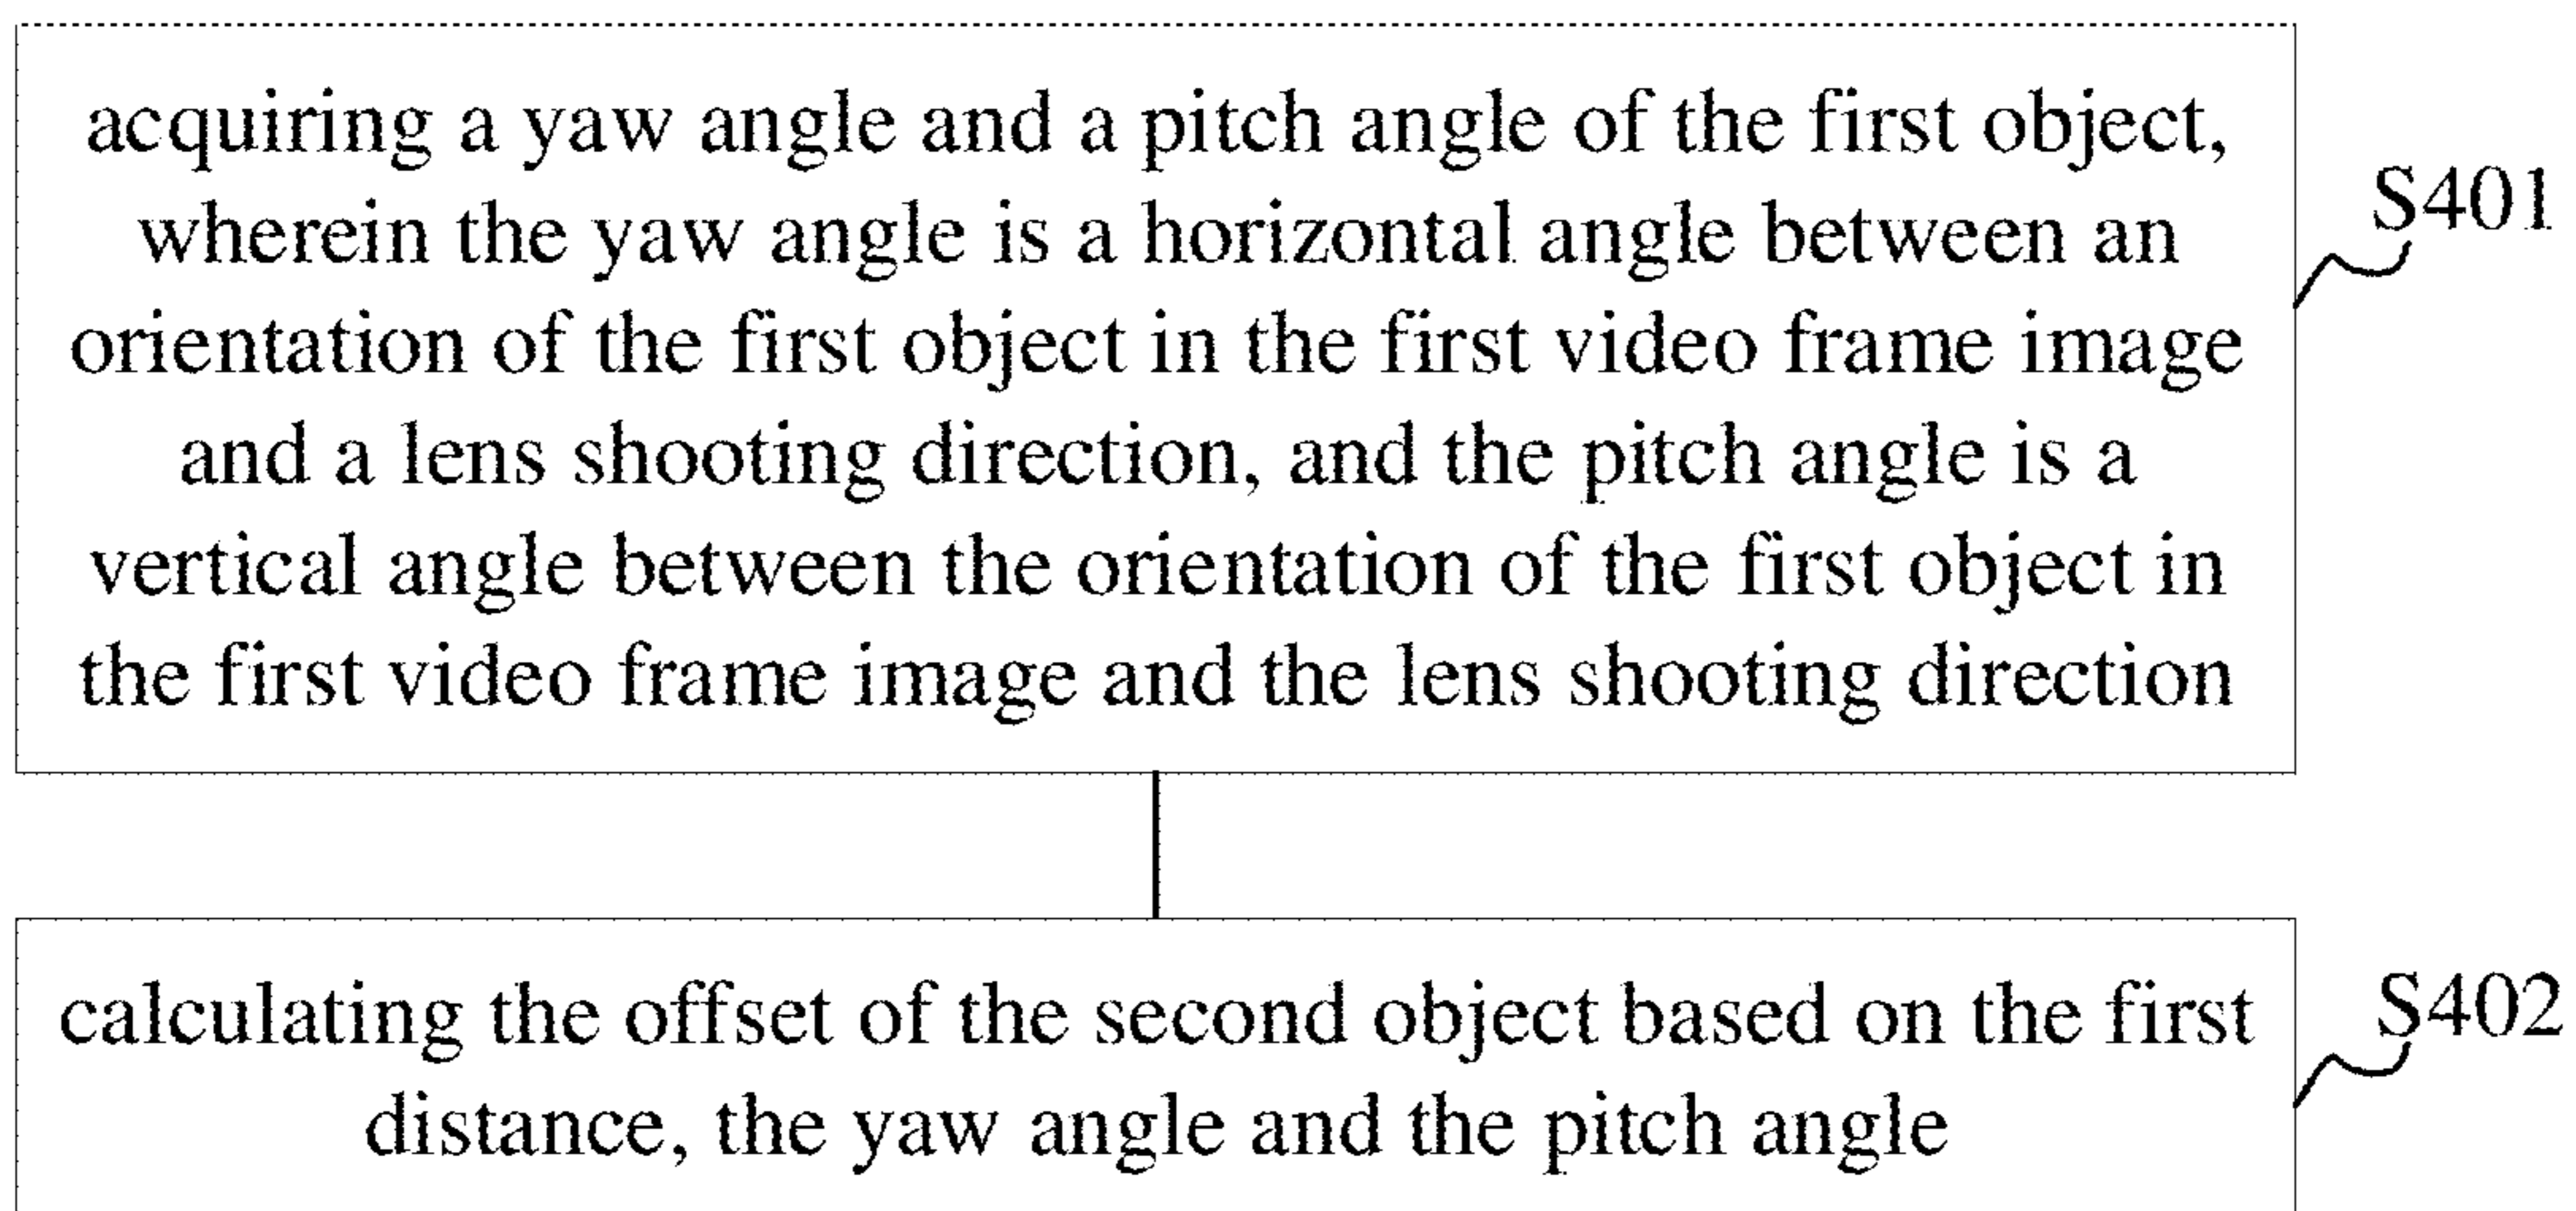 acquiring a yaw angle and a pitch angle of the first object,
wherein the yaw angle is a horizontal angle between an
orientation of the first object in the first video frame image
and a lens shooting direction, and the pitch angle is a
vertical angle between the orientation of the first object in
the first video frame image and the lens shooting direction
S401
calculating the offset of the second object based on the first
distance, the yaw angle and the pitch angle
S402